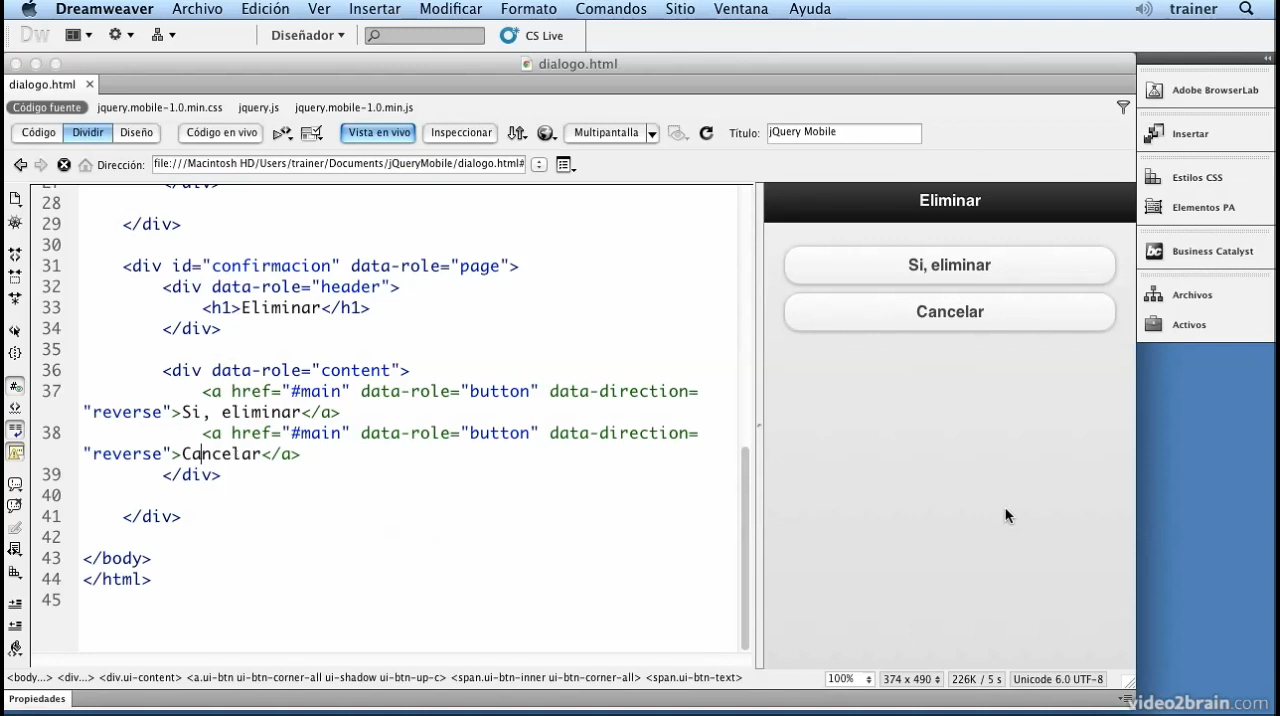 Dreamweaver Archivo Edición Ver Insertar Modificar Formato Comandos Sitio Ventana Ayuda trainer
Dw Diseñador CS Live
dialogo.html
dialogo.html
Código fuente jquery.mobile-1.0.min.css jquery.js jquery.mobile-1.0.min.js
Código Dividir Diseño Código en vivo Vista en vivo Inspeccionar Multipantalla Título: jQuery Mobile
Dirección: file:///Macintosh HD/Users/trainer/Documents/jQueryMobile/dialogo.html#
27 </div>
28
29 </div>
30
31 <div id="confirmacion" data-role="page">
32 <div data-role="header">
33 <h1>Eliminar</h1>
34 </div>
35
36 <div data-role="content">
37 <a href="#main" data-role="button" data-direction=
"reverse">Si, eliminar</a>
38 <a href="#main" data-role="button" data-direction=
"reverse">Cancelar</a>
39 </div>
40
41 </div>
42
43 </body>
44 </html>
45
Eliminar
Si, eliminar
Cancelar
Adobe BrowserLab
Insertar
Estilos CSS
Elementos PA
bc Business Catalyst
Archivos
Activos
<body...> <div...> <div.ui-content> <a.ui-btn ui-btn-corner-all ui-shadow ui-btn-up-c> <span.ui-btn-inner ui-btn-corner-all> <span.ui-btn-text> 100% 374 x 490 226K / 5 s Unicode 6.0 UTF-8
Propiedades
video2brain.com